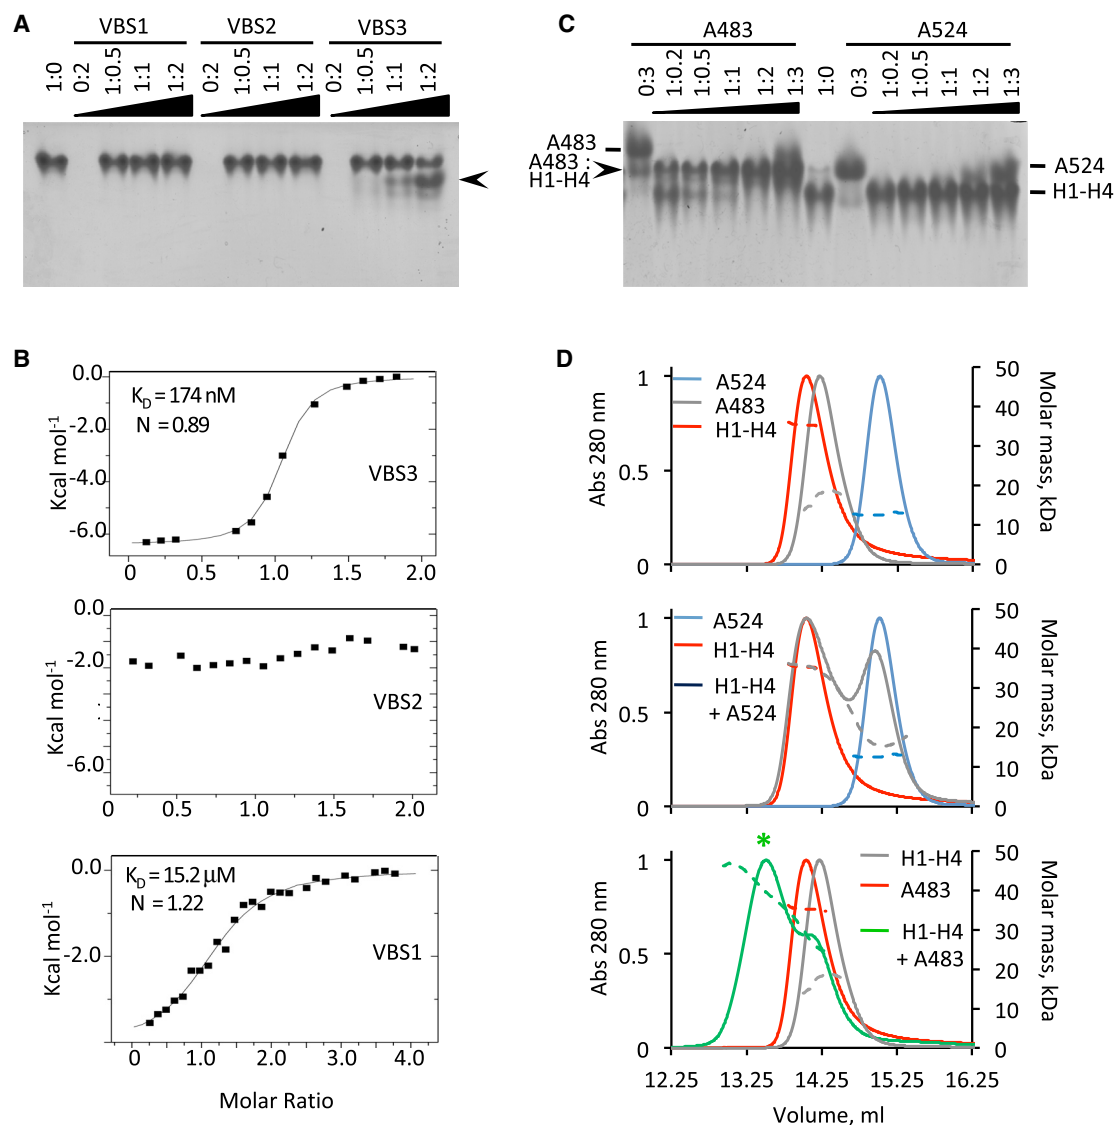 A
VBS1 VBS2 VBS3
1:0 0:2 1:0.5 1:1 1:2 0:2 1:0.5 1:1 1:2 0:2 1:0.5 1:1 1:2
C
A483 A524
0:3 1:0.2 1:0.5 1:1 1:2 1:3 1:0 0:3 1:0.2 1:0.5 1:1 1:2 1:3
A483
A483 :
H1-H4
A524
H1-H4
B
Kcal mol-1
0.0
-2.0
-4.0
-6.0
KD = 174 nM
N = 0.89
VBS3
0 0.5 1.0 1.5 2.0
Kcal mol-1
0.0
-2.0
-6.0
VBS2
0 0.5 1.0 1.5 2.0
Kcal mol-1
0.0
-2.0
KD = 15.2 µM
N = 1.22
VBS1
0 1.0 2.0 3.0 4.0
Molar Ratio
D
Abs 280 nm
1
0.5
0
A524
A483
H1-H4
50
40
30
20
10
0
Molar mass, kDa
Abs 280 nm
1
0.5
0
A524
H1-H4
H1-H4
+ A524
50
40
30
20
10
0
Molar mass, kDa
Abs 280 nm
1
0.5
0
*
H1-H4
A483
H1-H4
+ A483
50
40
30
20
10
0
Molar mass, kDa
12.25 13.25 14.25 15.25 16.25
Volume, ml